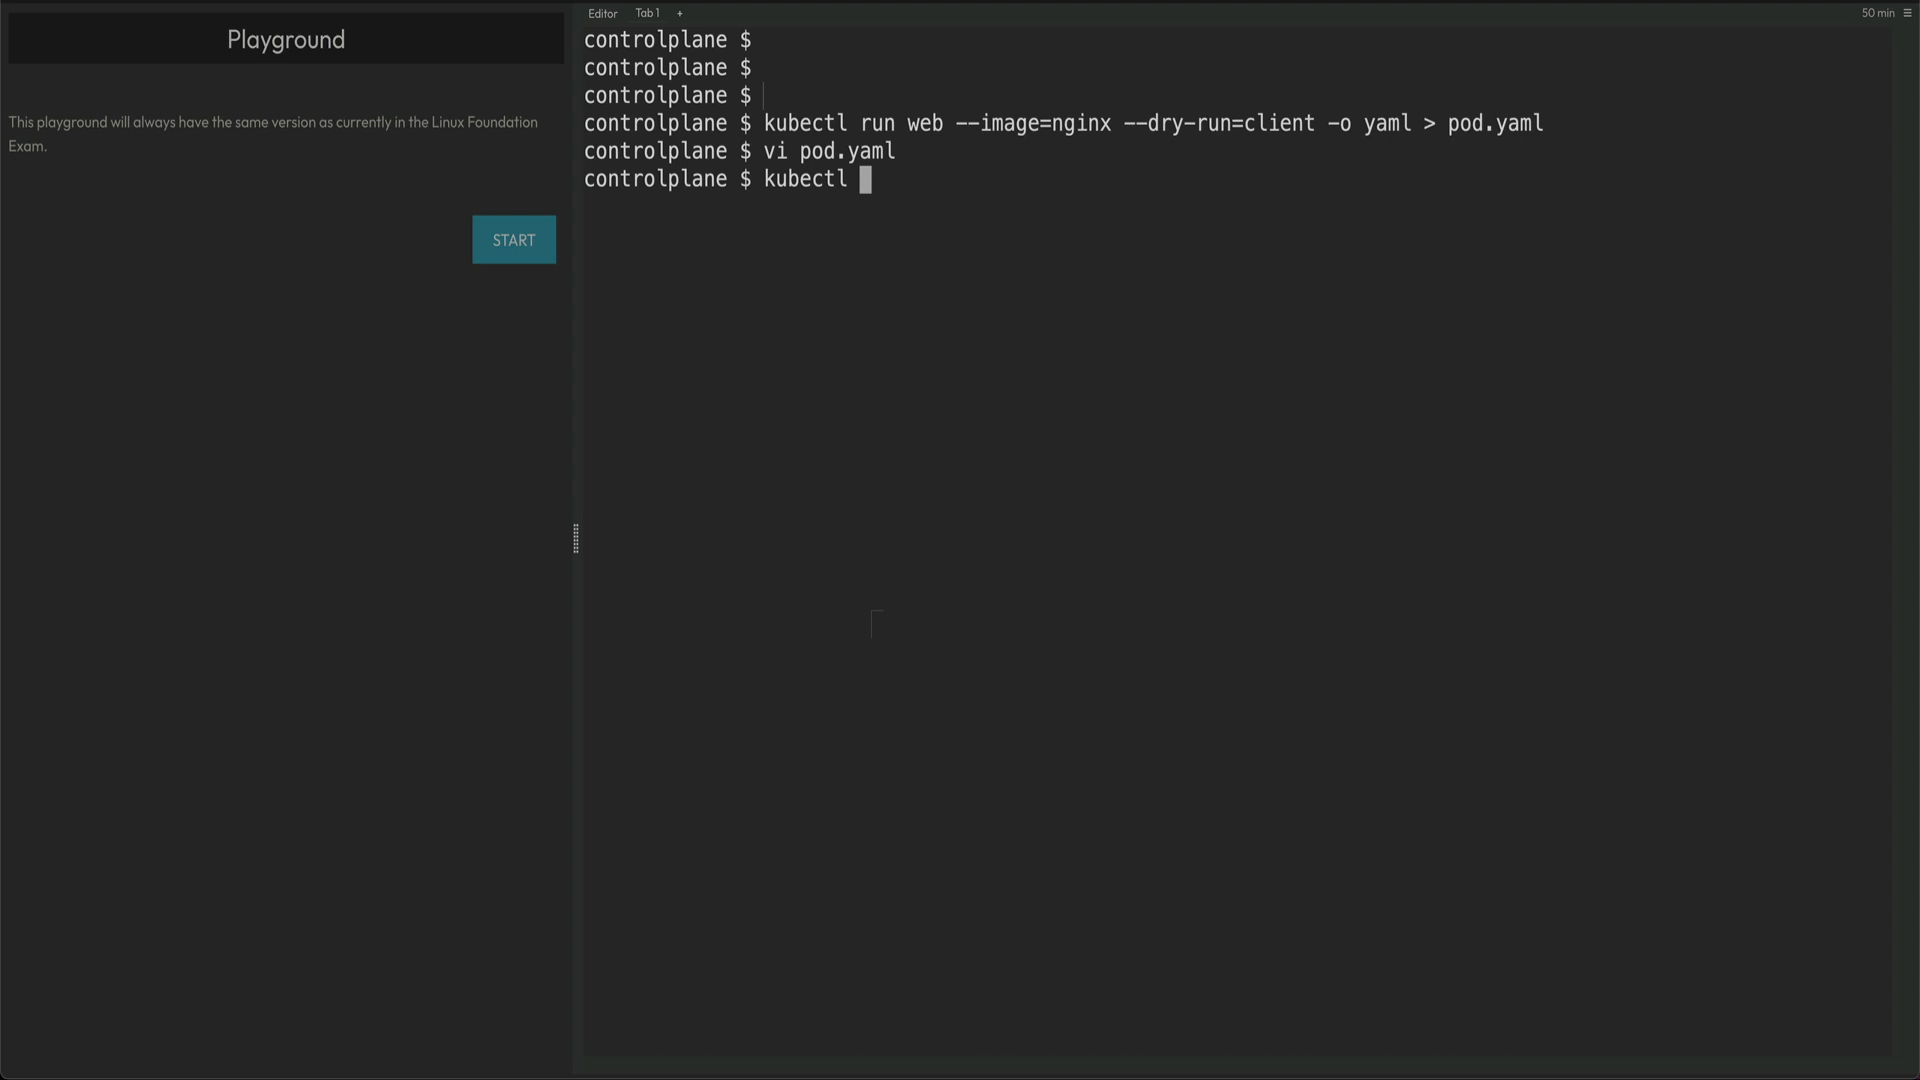 Playground
This playground will always have the same version as currently in the Linux Foundation
Exam.
START
Editor Tab 1 +
50 min
controlplane $
controlplane $
controlplane $
controlplane $ kubectl run web --image=nginx --dry-run=client -o yaml > pod.yaml
controlplane $ vi pod.yaml
controlplane $ kubectl